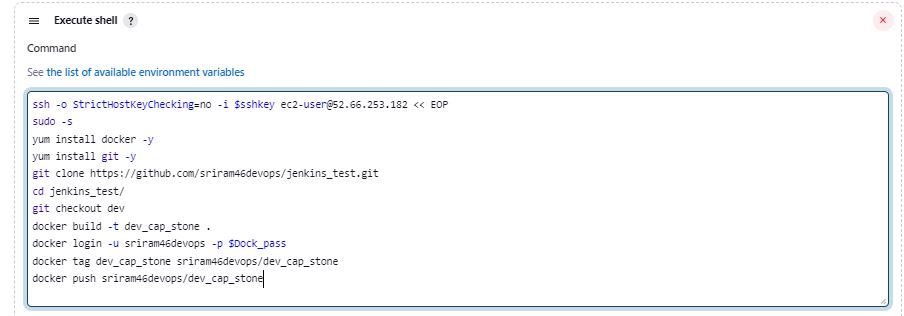 Execute shell ?
Command
See the list of available environment variables
ssh -o StrictHostKeyChecking=no -i $sshkey ec2-user@52.66.253.182 << EOP
sudo -s
yum install docker -y
yum install git -y
git clone https://github.com/sriram46devops/jenkins_test.git
cd jenkins_test/
git checkout dev
docker build -t dev_cap_stone .
docker login -u sriram46devops -p $Dock_pass
docker tag dev_cap_stone sriram46devops/dev_cap_stone
docker push sriram46devops/dev_cap_stone